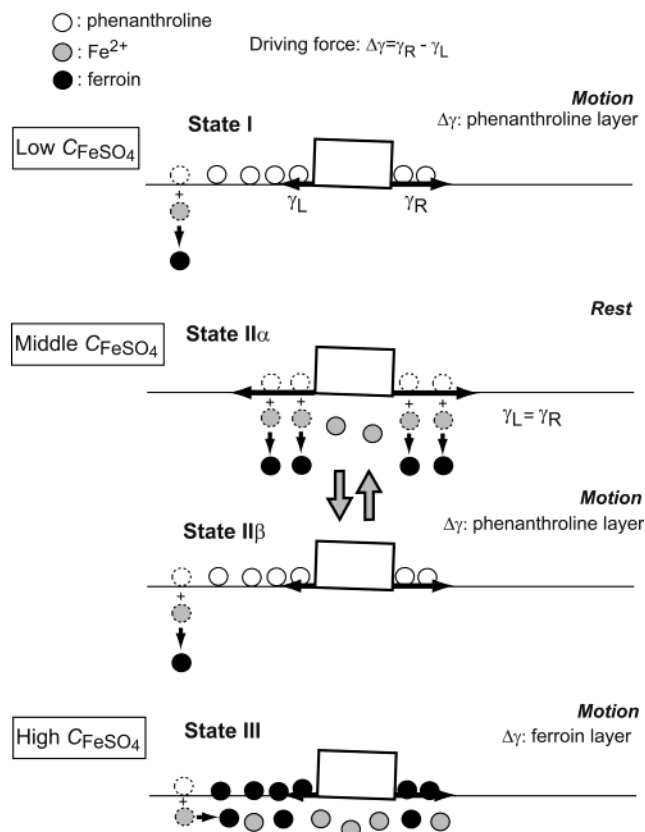 : phenanthroline
: Fe²⁺
: ferroin
Driving force: Δγ=γR - γL
Motion
Δγ: phenanthroline layer
Low CFeSO4
State I
+
γL
γR
Rest
Middle CFeSO4
State IIα
+ + + +
γL= γR
Motion
Δγ: phenanthroline layer
State IIβ
+
Motion
Δγ: ferroin layer
High CFeSO4
State III
+